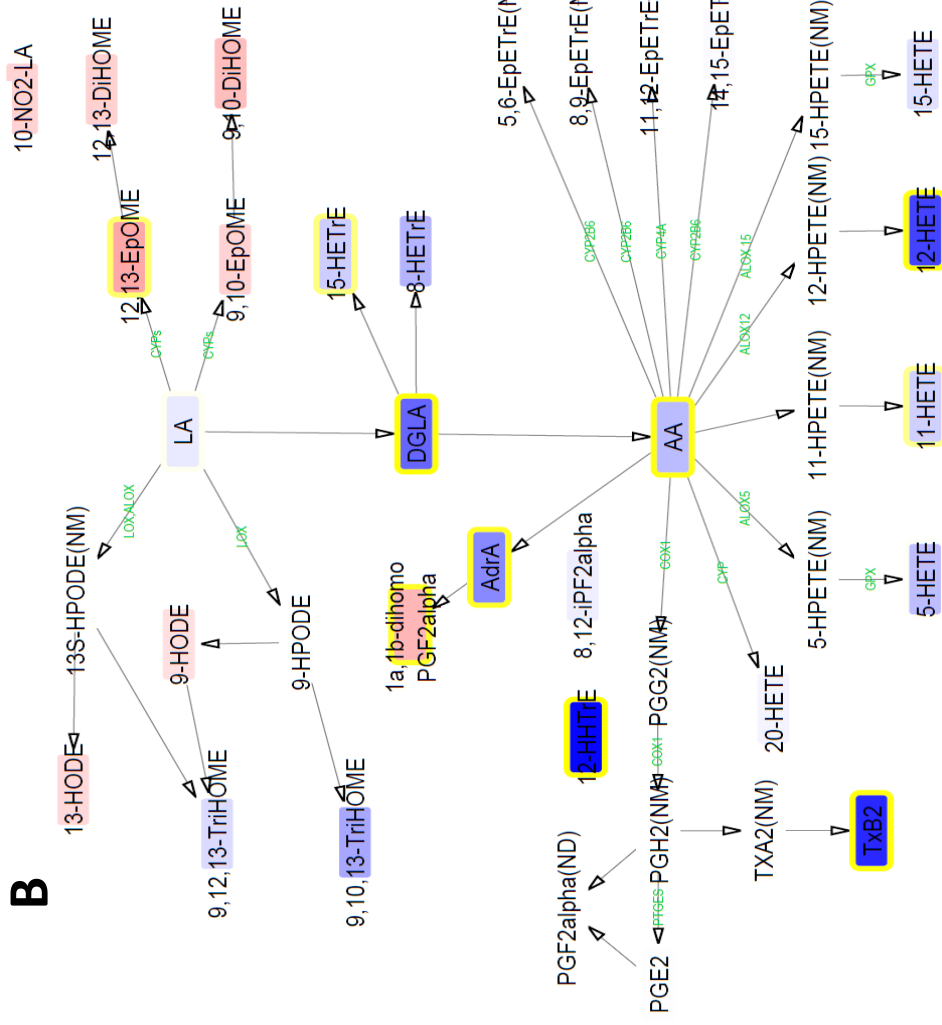 B
10-NO2-LA
12,13-DiHOME
9,10-DiHOME
12,13-EpOME
9,10-EpOME
CYPs
CYPs
LA
LOX,ALOX
LOX
13S-HPODE(NM)
9-HODE
9-HPODE
13-HODE
9,12,13-TriHOME
9,10,13-TriHOME
15-HETrE
8-HETrE
DGLA
AdrA
1a,1b-dihomo
PGF2alpha
5,6-EpETrE(N
8,9-EpETrE(N
11,12-EpETrE
14,15-EpET
CYP2B6
CYP2B6
CYP4A
CYP2B6
ALOX15
ALOX12
AA
COX1
CYP
ALOX5
8,12-iPF2alpha
12-HHTrE
PGG2(NM)
COX1
PGH2(NM)
PTGES
PGE2
PGF2alpha(ND)
TXA2(NM)
TxB2
20-HETE
15-HPETE(NM)
12-HPETE(NM)
11-HPETE(NM)
5-HPETE(NM)
GPX
GPX
15-HETE
12-HETE
11-HETE
5-HETE